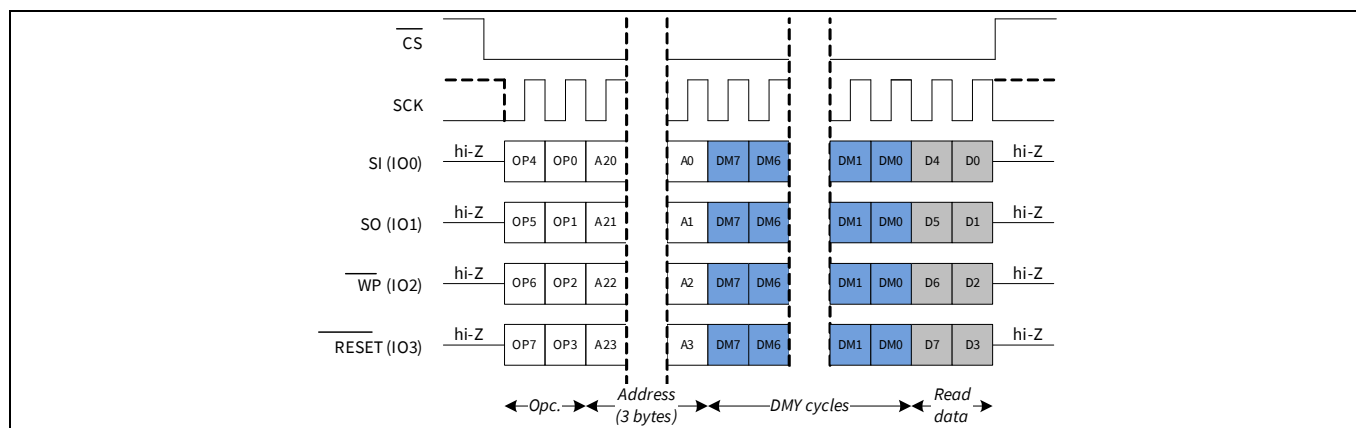 CS
SCK
SI (IO0) hi-Z OP4 OP0 A20 A0 DM7 DM6 DM1 DM0 D4 D0 hi-Z
SO (IO1) hi-Z OP5 OP1 A21 A1 DM7 DM6 DM1 DM0 D5 D1 hi-Z
WP (IO2) hi-Z OP6 OP2 A22 A2 DM7 DM6 DM1 DM0 D6 D2 hi-Z
RESET (IO3) hi-Z OP7 OP3 A23 A3 DM7 DM6 DM1 DM0 D7 D3 hi-Z
Opc. Address (3 bytes) DMY cycles Read data